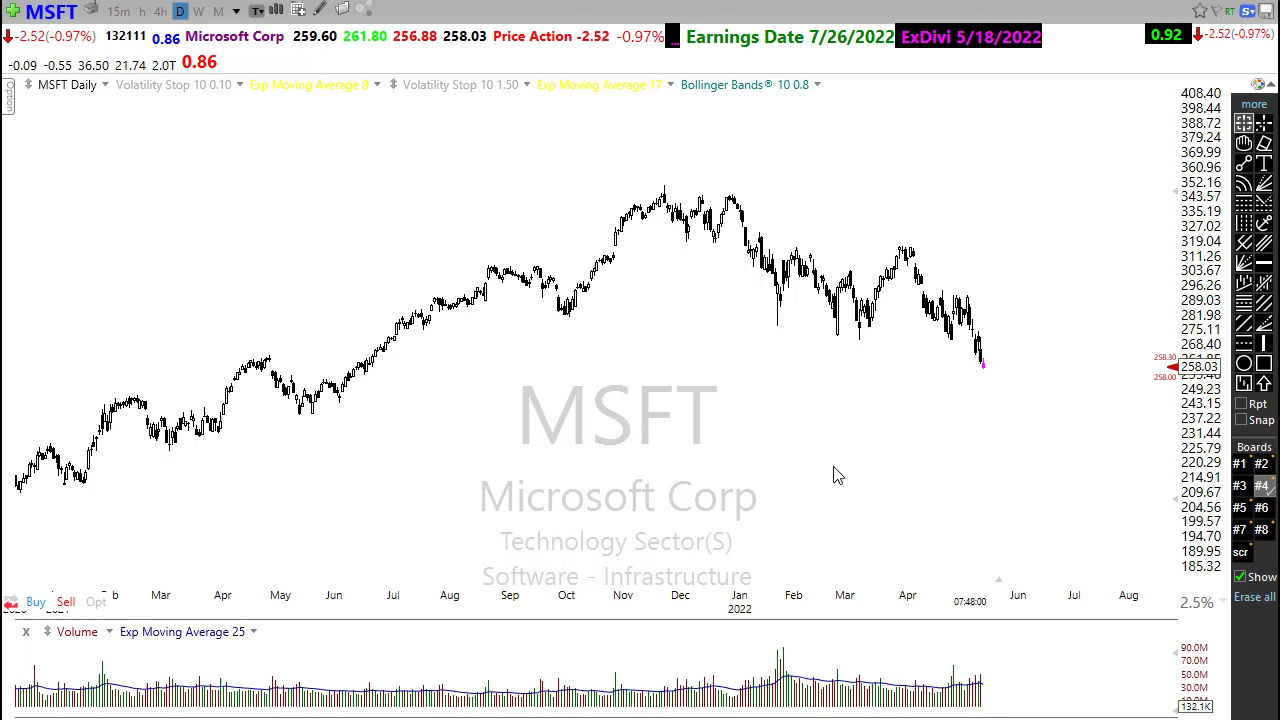 MSFT 15m h 4h D W M T
-2.52(-0.97%) 132111 0.86 Microsoft Corp 259.60 261.80 256.88 258.03 Price Action -2.52 -0.97% ... Earnings Date 7/26/2022 ExDivi 5/18/2022 0.92 -2.52(-0.97%)
RT S
-0.09 -0.55 36.50 21.74 2.0T 0.86
Option
MSFT Daily Volatility Stop 10 0.10 Exp Moving Average 8 Volatility Stop 10 1.50 Exp Moving Average 17 Bollinger Bands® 10 0.8
408.40
398.44
388.72
379.24
369.99
360.96
352.16
343.57
335.19
327.02
319.04
311.26
303.67
296.26
289.03
281.98
275.11
268.40
258.30
258.03
258.00
249.23
243.15
237.22
231.44
225.79
220.29
214.91
209.67
204.56
199.57
194.70
189.95
185.32
MSFT
Microsoft Corp
Technology Sector(S)
Software - Infrastructure
Mar Apr May Jun Jul Aug Sep Oct Nov Dec Jan Feb Mar Apr 07:48:00 Jun Jul Aug
2022
Buy Sell Opt
2.5%
x Volume Exp Moving Average 25
90.0M
70.0M
50.0M
30.0M
132.1K
more
T
Rpt
Snap
Boards
#1 #2
#3 #4
#5 #6
#7 #8
scr
Show
Erase all